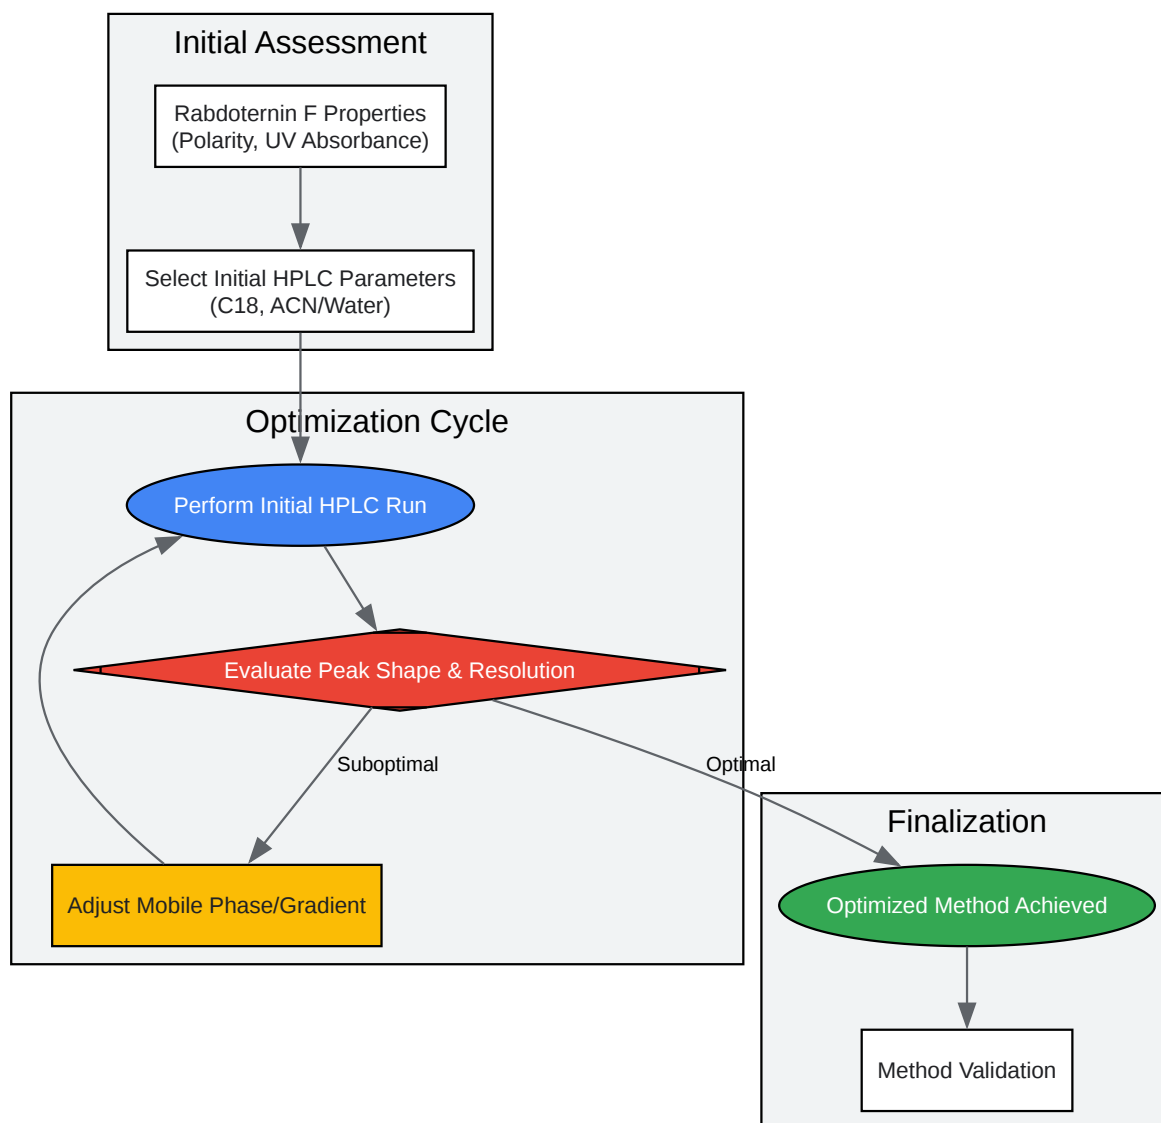 Initial Assessment
Rabdoternin F Properties
(Polarity, UV Absorbance)
Select Initial HPLC Parameters
(C18, ACN/Water)
Optimization Cycle
Perform Initial HPLC Run
Evaluate Peak Shape & Resolution
Suboptimal
Optimal
Adjust Mobile Phase/Gradient
Finalization
Optimized Method Achieved
Method Validation